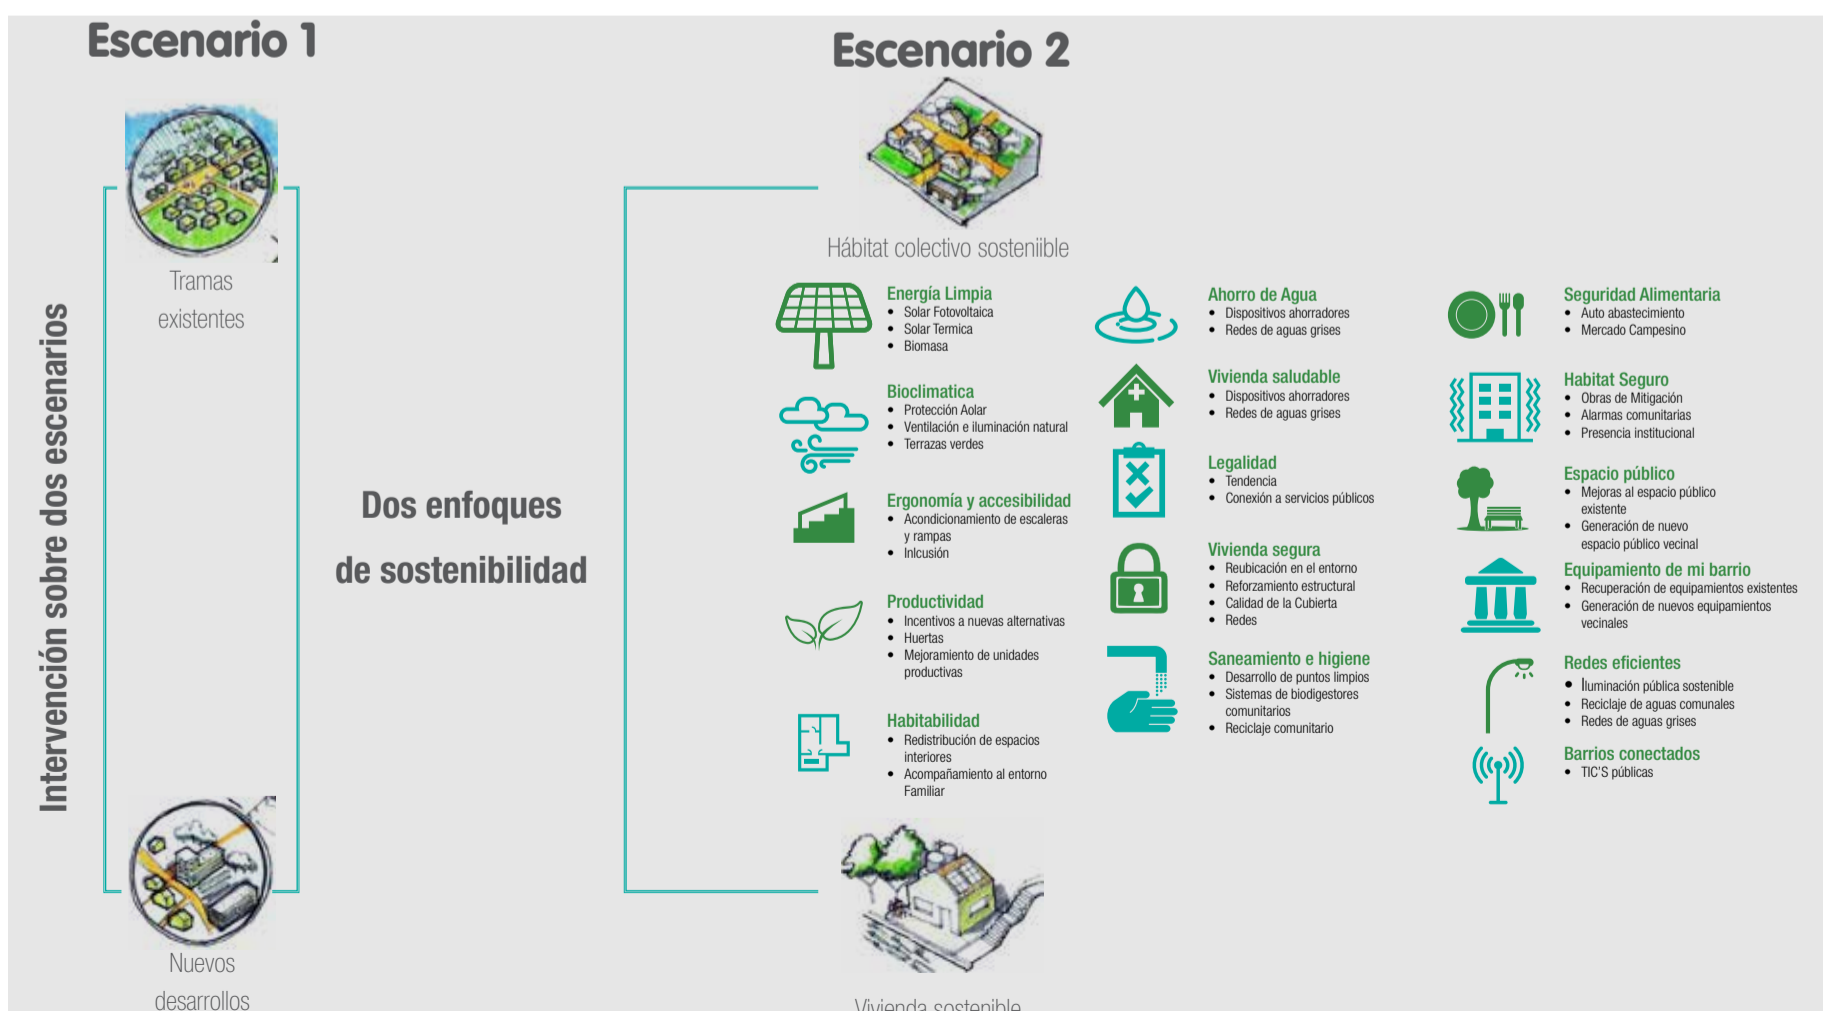 Escenario 1
Tramas
existentes
Intervención sobre dos escenarios
Nuevos
desarrollos
Dos enfoques
de sostenibilidad
Escenario 2
Hábitat colectivo sosteniible
Energía Limpia
• Solar Fotovoltaica
• Solar Termica
• Biomasa
Bioclimatica
• Protección Aolar
• Ventilación e iluminación natural
• Terrazas verdes
Ergonomía y accesibilidad
• Acondicionamiento de escaleras
y rampas
• Inlcusión
Productividad
• Incentivos a nuevas alternativas
• Huertas
• Mejoramiento de unidades
productivas
Habitabilidad
• Redistribución de espacios
interiores
• Acompañamiento al entorno
Familiar
Ahorro de Agua
• Dispositivos ahorradores
• Redes de aguas grises
Vivienda saludable
• Dispositivos ahorradores
• Redes de aguas grises
Legalidad
• Tendencia
• Conexión a servicios públicos
Vivienda segura
• Reubicación en el entorno
• Reforzamiento estructural
• Calidad de la Cubierta
• Redes
Saneamiento e higiene
• Desarrollo de puntos limpios
• Sistemas de biodigestores
comunitarios
• Reciclaje comunitario
Seguridad Alimentaria
• Auto abastecimiento
• Mercado Campesino
Habitat Seguro
• Obras de Mitigación
• Alarmas comunitarias
• Presencia institucional
Espacio público
• Mejoras al espacio público
existente
• Generación de nuevo
espacio público vecinal
Equipamiento de mi barrio
• Recuperación de equipamientos existentes
• Generación de nuevos equipamientos
vecinales
Redes eficientes
• Iluminación pública sostenible
• Reciclaje de aguas comunales
• Redes de aguas grises
Barrios conectados
• TIC'S públicas
Vivienda sostenible